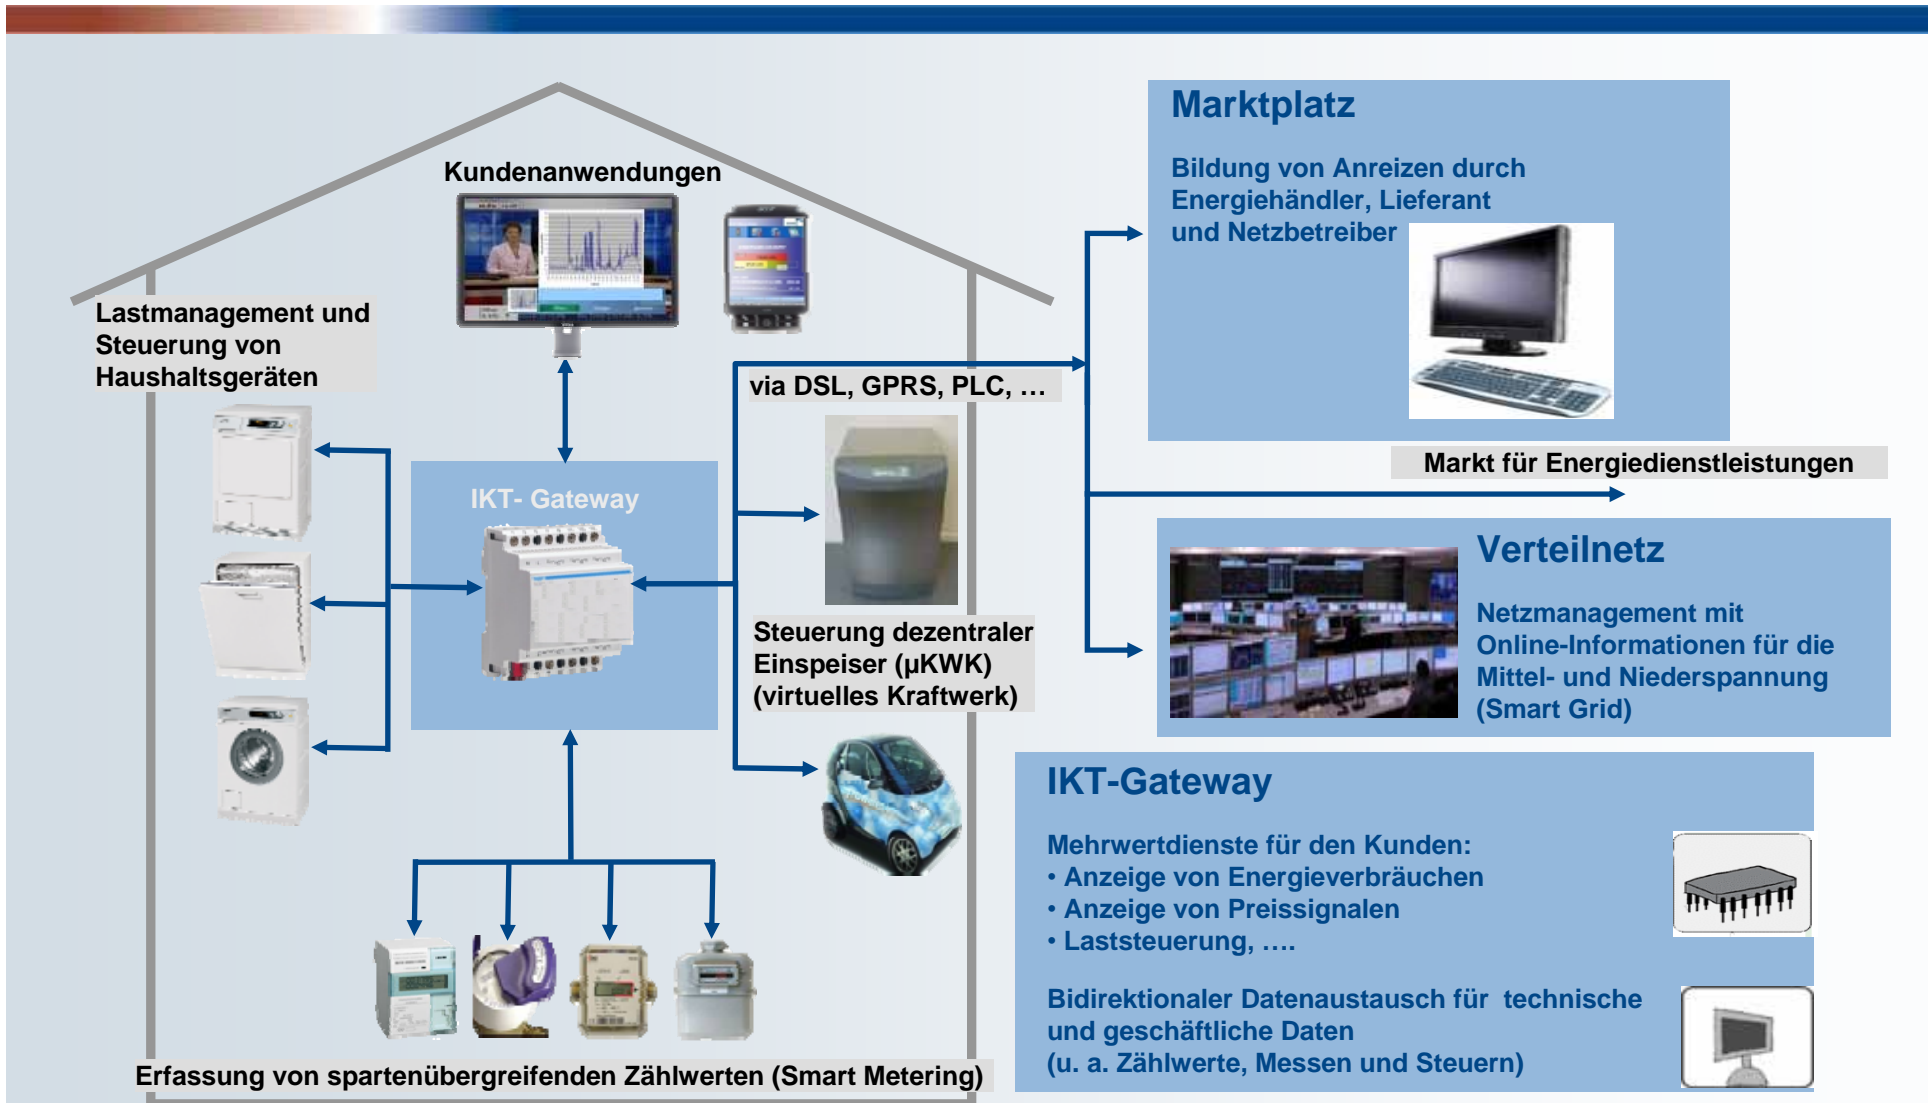 Marktplatz
Bildung von Anreizen durch
Energiehändler, Lieferant
und Netzbetreiber
Kundenanwendungen
Lastmanagement und
Steuerung von
Haushaltsgeräten
via DSL, GPRS, PLC, …
Markt für Energiedienstleistungen
IKT- Gateway
Verteilnetz
Netzmanagement mit
Online-Informationen für die
Mittel- und Niederspannung
(Smart Grid)
Steuerung dezentraler
Einspeiser (µKWK)
(virtuelles Kraftwerk)
IKT-Gateway
Mehrwertdienste für den Kunden:
• Anzeige von Energieverbräuchen
• Anzeige von Preissignalen
• Laststeuerung, ….
Bidirektionaler Datenaustausch für technische
und geschäftliche Daten
(u. a. Zählwerte, Messen und Steuern)
Erfassung von spartenübergreifenden Zählwerten (Smart Metering)